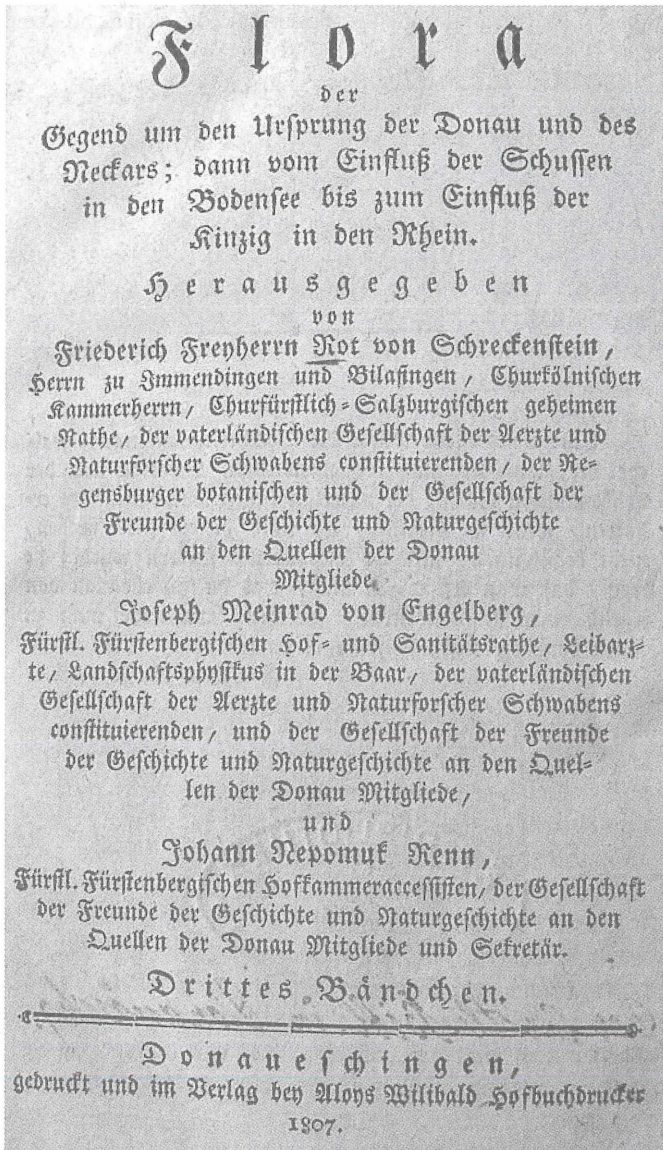 Flora
der
Gegend um den Ursprung der Donau und des
Neckars; dann vom Einfluß der Schussen
in den Bodensee bis zum Einfluß der
Kinzig in den Rhein.
Herausgegeben
von
Friederich Freyherrn Rot von Schreckenstein,
Herrn zu Immendingen und Bilafingen, Churkölnischen
Kammerherrn, Churfürstlich-Salzburgischen geheimen
Rathe, der vaterländischen Gesellschaft der Aerzte und
Naturforscher Schwabens constituierenden, der Re-
gensburger botanischen und der Gesellschaft der
Freunde der Geschichte und Naturgeschichte
an den Quellen der Donau
Mitgliede.
Joseph Meinrad von Engelberg,
Fürstl. Fürstenbergischen Hof- und Sanitätsrathe, Leibarz-
te, Landschaftsphysikus in der Baar, der vaterländischen
Gesellschaft der Aerzte und Naturforscher Schwabens
constituierenden, und der Gesellschaft der Freunde
der Geschichte und Naturgeschichte an den Quel-
len der Donau Mitgliede,
und
Johann Nepomuk Renn,
Fürstl. Fürstenbergischen Hofkammeraccessisten, der Gesellschaft
der Freunde der Geschichte und Naturgeschichte an den
Quellen der Donau Mitgliede und Sekretär.
Drittes Bändchen.
Donaueschingen,
gedruckt und im Verlag bey Aloys Wilibald Hofbuchdrucker
1807.